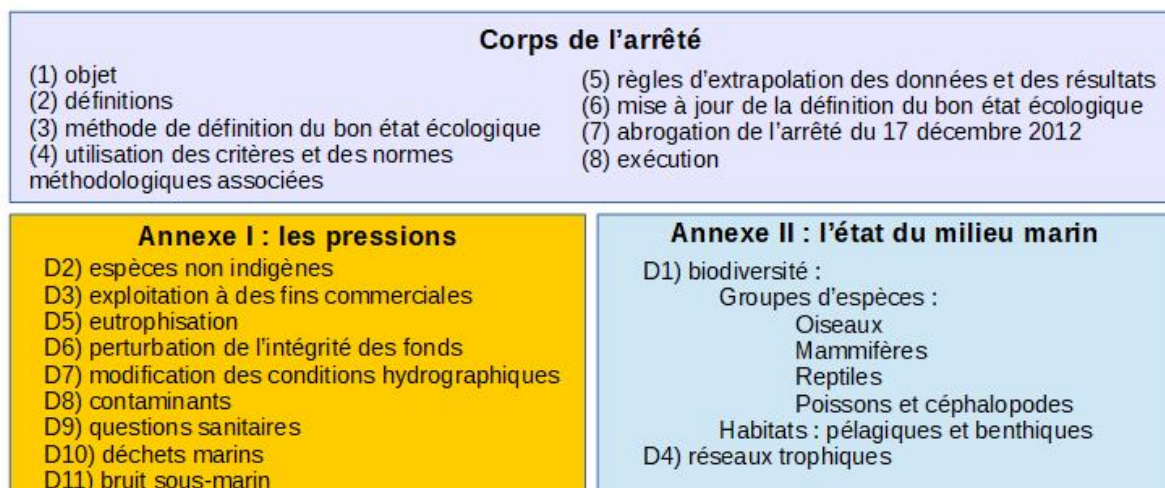 Corps de l'arrêté
(1) objet
(2) définitions
(3) méthode de définition du bon état écologique
(4) utilisation des critères et des normes
méthodologiques associées
(5) règles d'extrapolation des données et des résultats
(6) mise à jour de la définition du bon état écologique
(7) abrogation de l'arrêté du 17 décembre 2012
(8) exécution
Annexe I : les pressions
D2) espèces non indigènes
D3) exploitation à des fins commerciales
D5) eutrophisation
D6) perturbation de l'intégrité des fonds
D7) modification des conditions hydrographiques
D8) contaminants
D9) questions sanitaires
D10) déchets marins
D11) bruit sous-marin
Annexe II : l'état du milieu marin
D1) biodiversité :
Groupes d'espèces :
Oiseaux
Mammifères
Reptiles
Poissons et céphalopodes
Habitats : pélagiques et benthiques
D4) réseaux trophiques